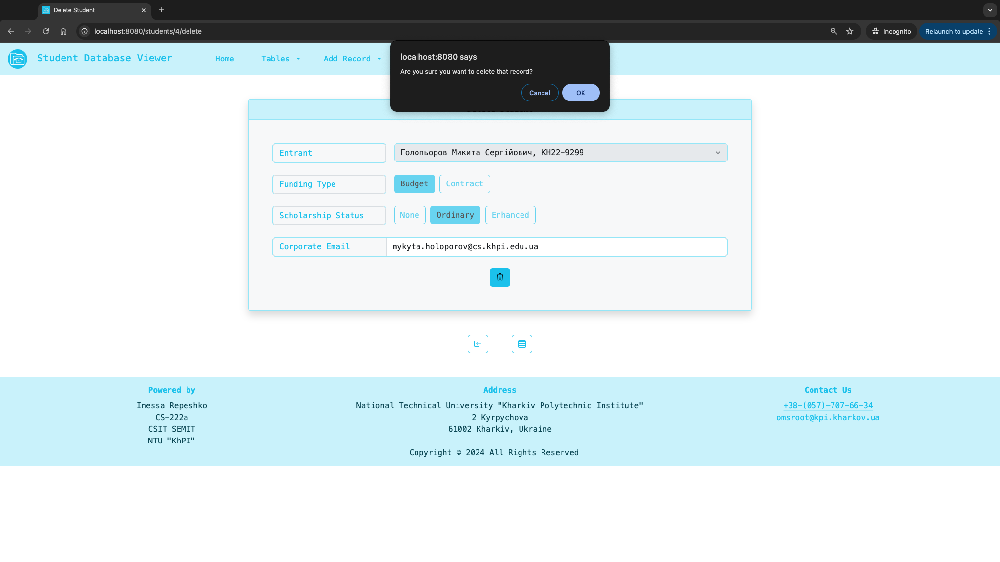 Delete Student
localhost:8080/students/4/delete
Incognito
Relaunch to update
Student Database Viewer
Home
Tables
Add Record
localhost:8080 says
Are you sure you want to delete that record?
Cancel
OK
Entrant
Голопьоров Микита Сергійович, КН22-9299
Funding Type
Budget
Contract
Scholarship Status
None
Ordinary
Enhanced
Corporate Email
mykyta.holoporov@cs.khpi.edu.ua
Powered by
Inessa Repeshko
CS-222a
CSIT SEMIT
NTU "KhPI"
Address
National Technical University "Kharkiv Polytechnic Institute"
2 Kyrpychova
61002 Kharkiv, Ukraine
Copyright © 2024 All Rights Reserved
Contact Us
+38-(057)-707-66-34
omsroot@kpi.kharkov.ua